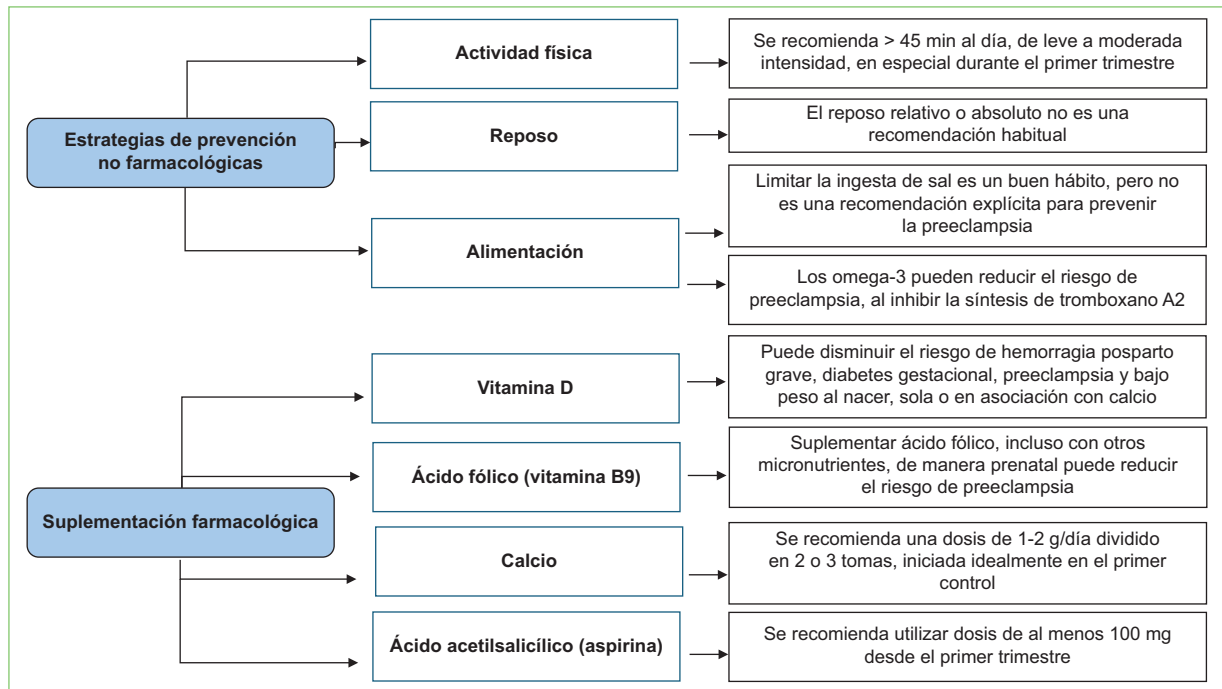 Estrategias de prevención
no farmacológicas
Actividad física
Se recomienda > 45 min al día, de leve a moderada
intensidad, en especial durante el primer trimestre
Reposo
El reposo relativo o absoluto no es una
recomendación habitual
Alimentación
Limitar la ingesta de sal es un buen hábito, pero no
es una recomendación explícita para prevenir
la preeclampsia
Los omega-3 pueden reducir el riesgo de
preeclampsia, al inhibir la síntesis de tromboxano A2
Suplementación farmacológica
Vitamina D
Puede disminuir el riesgo de hemorragia posparto
grave, diabetes gestacional, preeclampsia y bajo
peso al nacer, sola o en asociación con calcio
Ácido fólico (vitamina B9)
Suplementar ácido fólico, incluso con otros
micronutrientes, de manera prenatal puede reducir
el riesgo de preeclampsia
Calcio
Se recomienda una dosis de 1-2 g/día dividido
en 2 o 3 tomas, iniciada idealmente en el primer
control
Ácido acetilsalicílico (aspirina)
Se recomienda utilizar dosis de al menos 100 mg
desde el primer trimestre